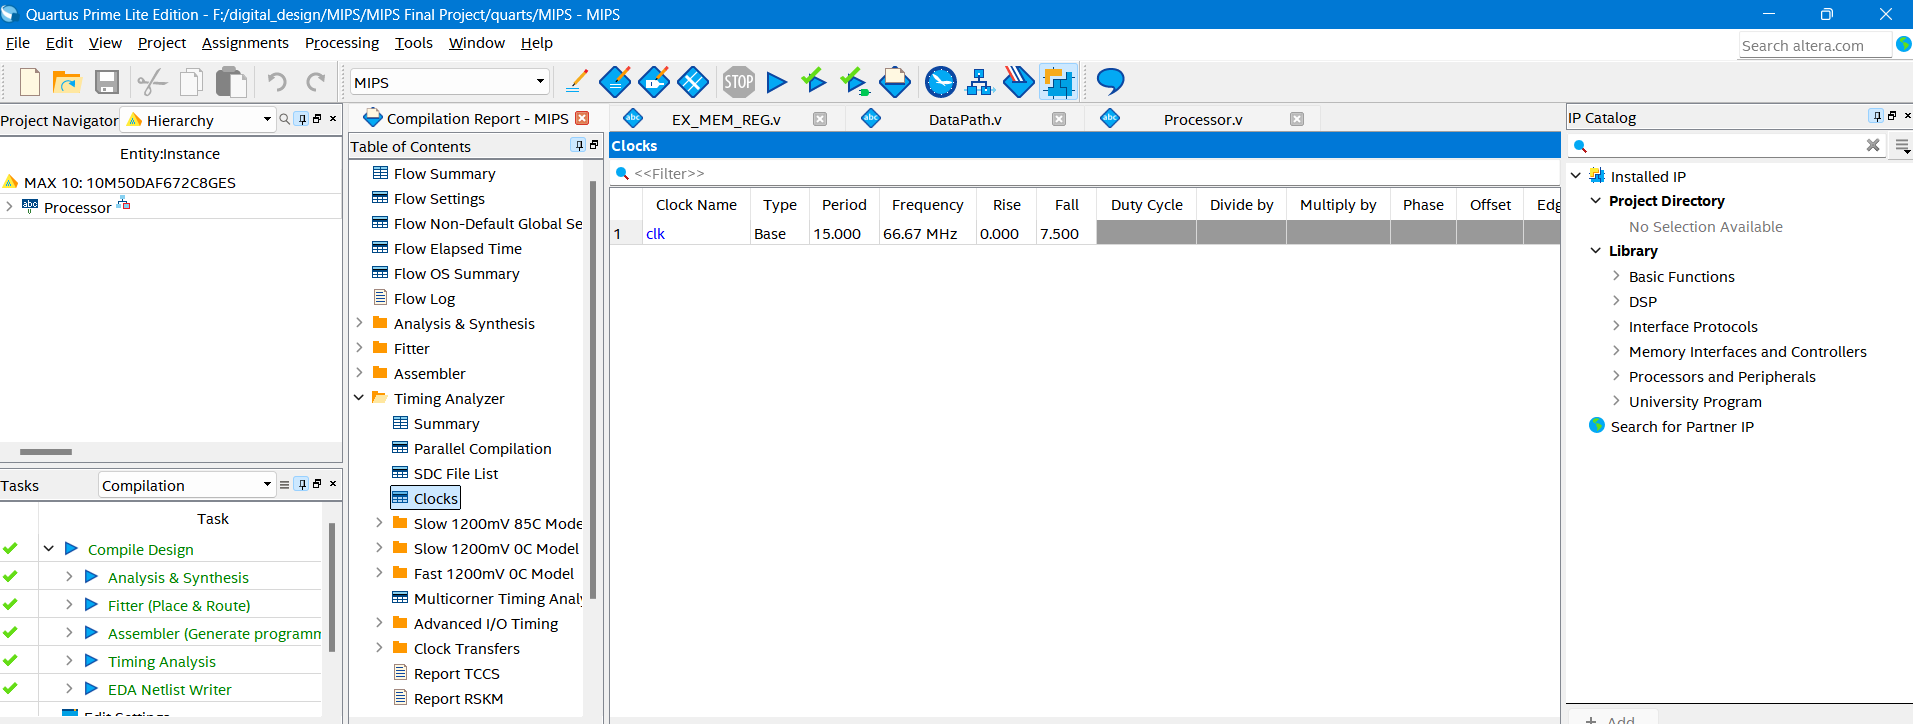 Quartus Prime Lite Edition - F:/digital_design/MIPS/MIPS Final Project/quarts/MIPS - MIPS
File Edit View Project Assignments Processing Tools Window Help
Search altera.com
MIPS
STOP
Project Navigator Hierarchy
Entity:Instance
MAX 10: 10M50DAF672C8GES
abc Processor
Tasks Compilation
Task
Compile Design
Analysis & Synthesis
Fitter (Place & Route)
Assembler (Generate programm
Timing Analysis
EDA Netlist Writer
Edit Settings
Compilation Report - MIPS
abc EX_MEM_REG.v
abc DataPath.v
abc Processor.v
Table of Contents
Flow Summary
Flow Settings
Flow Non-Default Global Se
Flow Elapsed Time
Flow OS Summary
Flow Log
Analysis & Synthesis
Fitter
Assembler
Timing Analyzer
Summary
Parallel Compilation
SDC File List
Clocks
Slow 1200mV 85C Mode
Slow 1200mV 0C Model
Fast 1200mV 0C Model
Multicorner Timing Analy
Advanced I/O Timing
Clock Transfers
Report TCCS
Report RSKM
Clocks
<<Filter>>
Clock Name Type Period Frequency Rise Fall Duty Cycle Divide by Multiply by Phase Offset Edg
1 clk Base 15.000 66.67 MHz 0.000 7.500
IP Catalog
Installed IP
Project Directory
No Selection Available
Library
Basic Functions
DSP
Interface Protocols
Memory Interfaces and Controllers
Processors and Peripherals
University Program
Search for Partner IP
+ Add